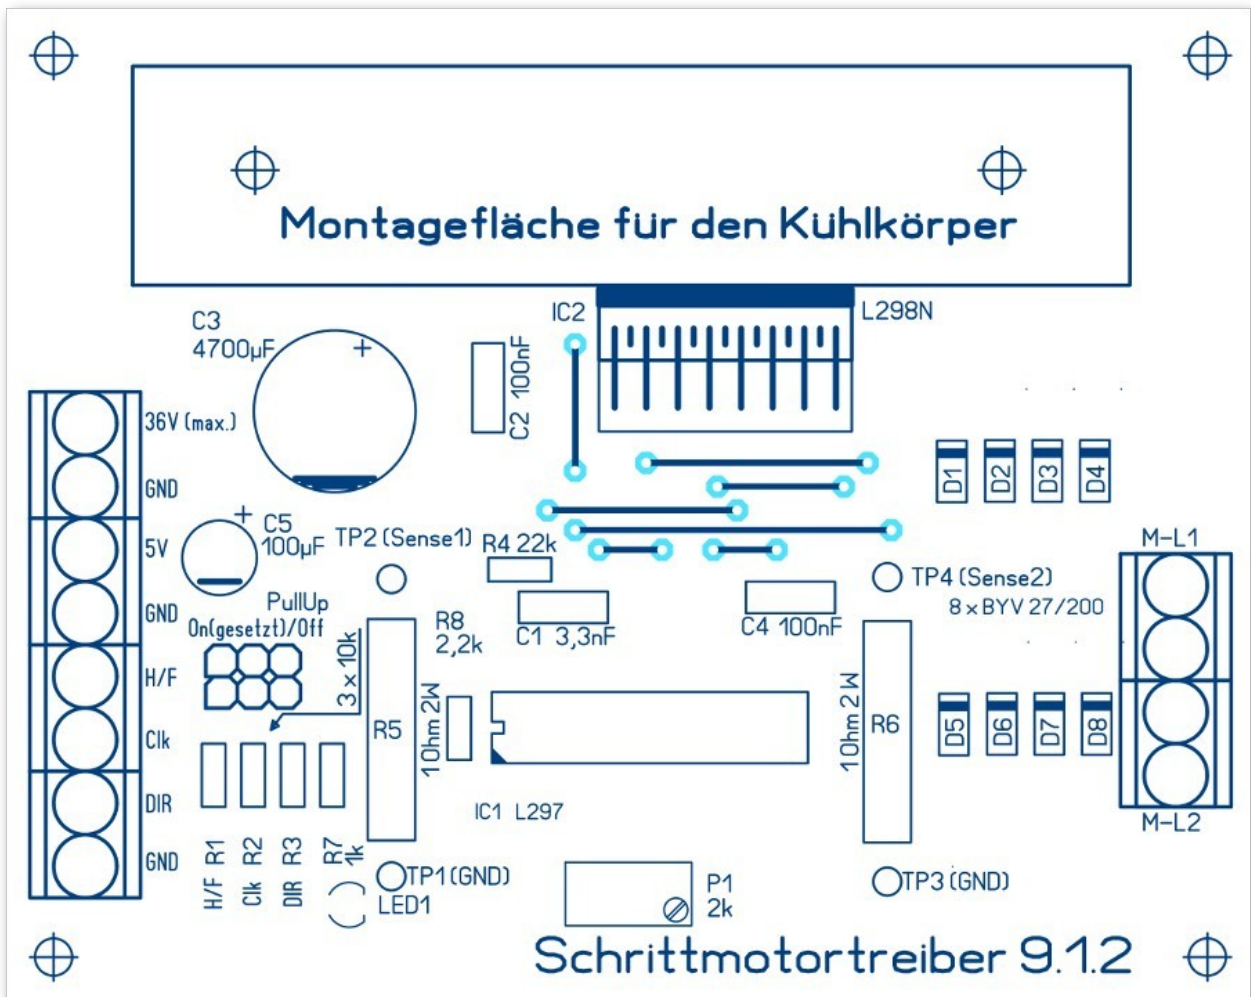 Montagefläche für den Kühlkörper
IC2
L298N
C3
4700µF
+
C2 100nF
36V (max.)
GND
5V
GND
H/F
Clk
DIR
GND
+
C5
100µF
TP2 (Sense1)
R4 22k
C1 3,3nF
R8
2,2k
C4 100nF
TP4 (Sense2)
8 x BYV 27/200
D1
D2
D3
D4
M-L1
PullUp
On(gesetzt)/Off
3 x 10k
R5
1 Ohm 2W
R6
1 Ohm 2W
D5
D6
D7
D8
M-L2
IC1 L297
H/F R1
Clk R2
DIR R3
R7
1k
LED1
TP1 (GND)
P1
2k
TP3 (GND)
Schrittmotortreiber 9.1.2